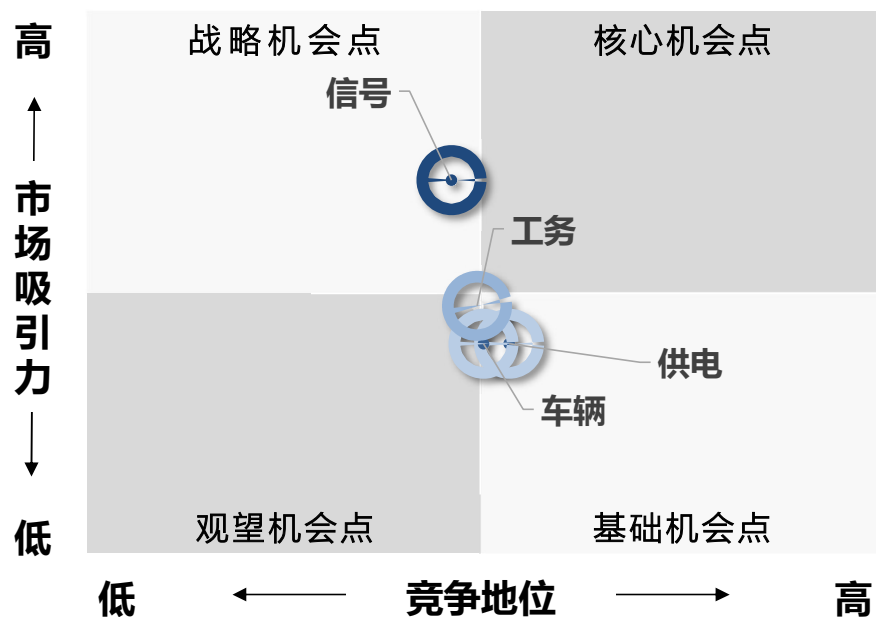 高
战略机会点
核心机会点
信号
市场吸引力
工务
供电
车辆
低
观望机会点
基础机会点
低
竞争地位
高